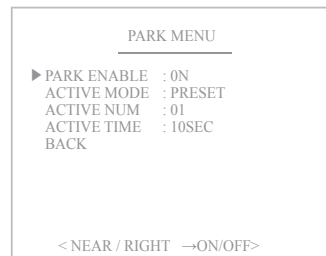 PARK MENU
▶ PARK ENABLE : 0N
ACTIVE MODE : PRESET
ACTIVE NUM : 01
ACTIVE TIME : 10SEC
BACK
< NEAR / RIGHT →ON/OFF>